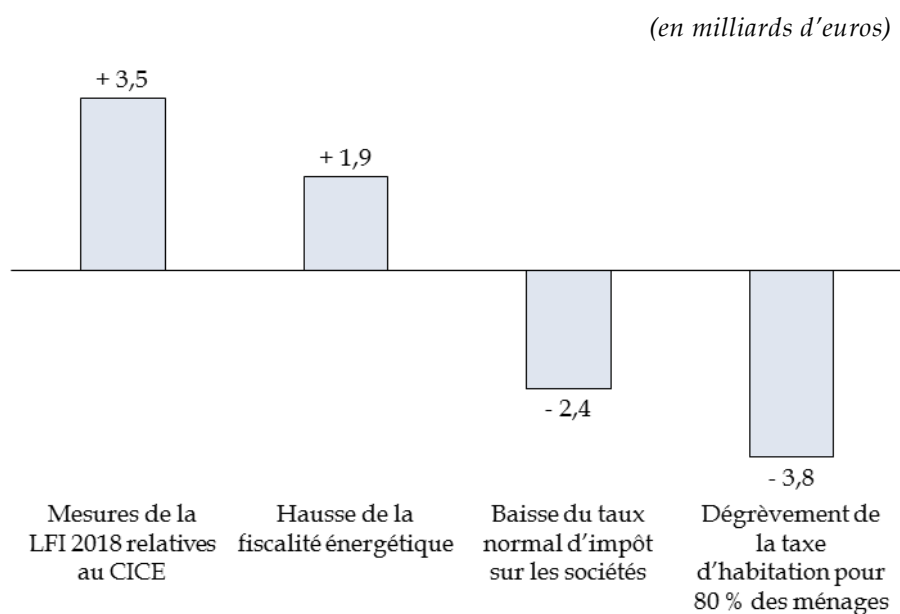 (en milliards d’euros)
+ 3,5
+ 1,9
- 2,4
- 3,8
Mesures de la
LFI 2018 relatives
au CICE
Hausse de la
fiscalité énergétique
Baisse du taux
normal d’impôt
sur les sociétés
Dégrèvement de
la taxe
d’habitation pour
80 % des ménages